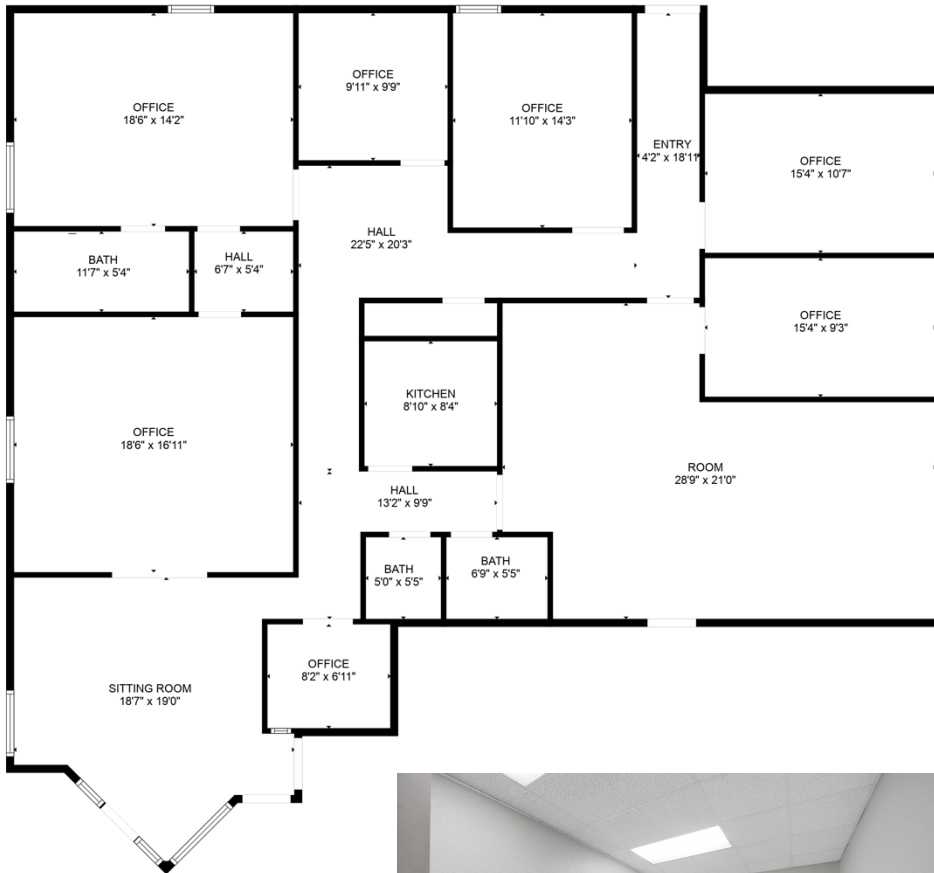 OFFICE
18'6" x 14'2"
OFFICE
9'11" x 9'9"
OFFICE
11'10" x 14'3"
ENTRY
4'2" x 18'11"
OFFICE
15'4" x 10'7"
HALL
22'5" x 20'3"
BATH
11'7" x 5'4"
HALL
6'7" x 5'4"
OFFICE
15'4" x 9'3"
KITCHEN
8'10" x 8'4"
OFFICE
18'6" x 16'11"
ROOM
28'9" x 21'0"
HALL
13'2" x 9'9"
BATH
5'0" x 5'5"
BATH
6'9" x 5'5"
OFFICE
8'2" x 6'11"
SITTING ROOM
18'7" x 19'0"